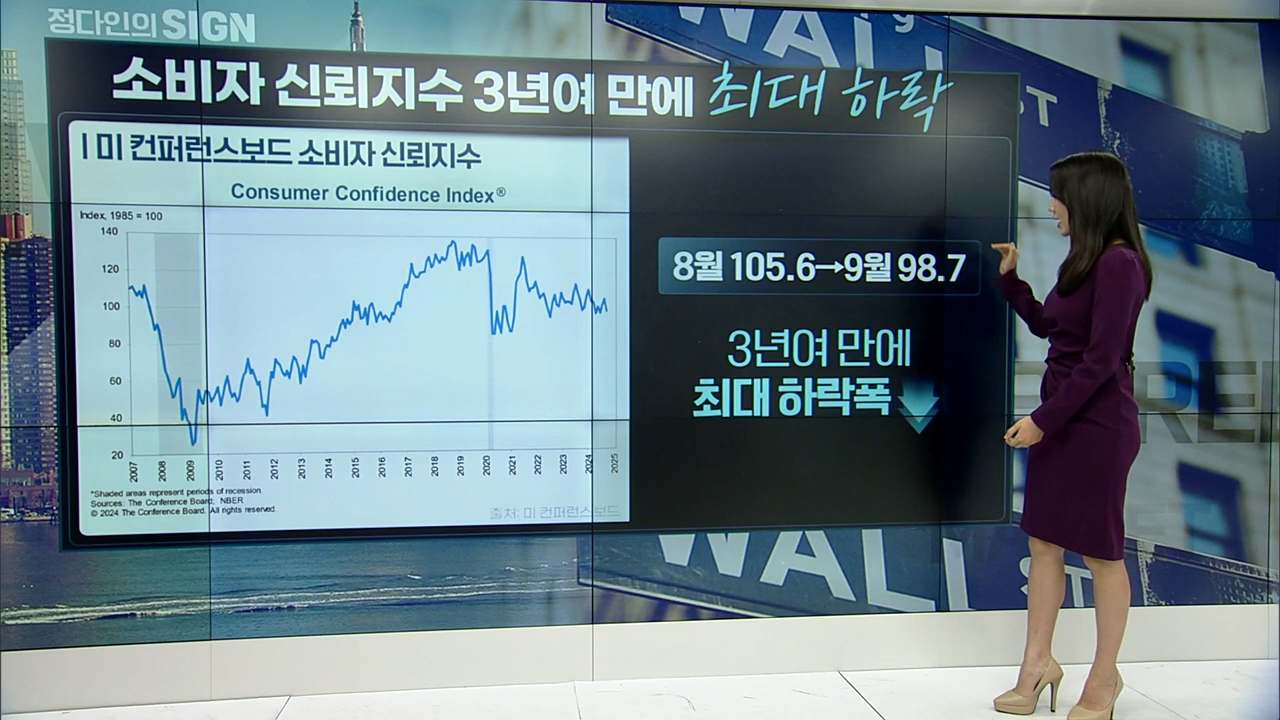 정다인의 SIGN
소비자 신뢰지수 3년여 만에 최대 하락
미 컨퍼런스보드 소비자 신뢰지수
Consumer Confidence Index®
Index, 1985 = 100
140
120
100
80
60
40
20
2007 2008 2009 2010 2011 2012 2013 2014 2015 2016 2017 2018 2019 2020 2021 2022 2023 2024 2025
*Shaded areas represent periods of recession.
Sources: The Conference Board; NBER
© 2024 The Conference Board. All rights reserved.
출처: 미 컨퍼런스보드
8월 105.6→9월 98.7
3년여 만에
최대 하락폭
WALL
ST
WALL ST